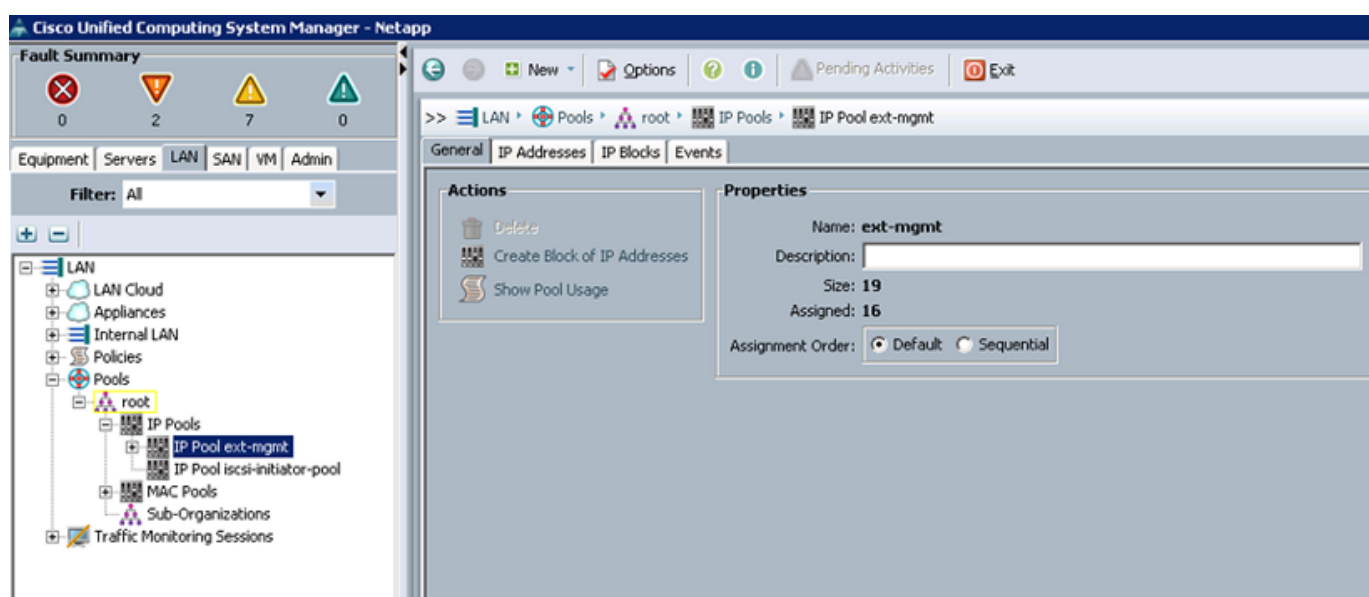 Cisco Unified Computing System Manager - Netapp
Fault Summary
0 2 7 0
Equipment Servers LAN SAN VM Admin
Filter: All
LAN
LAN Cloud
Appliances
Internal LAN
Policies
Pools
root
IP Pools
IP Pool ext-mgmt
IP Pool iscsi-initiator-pool
MAC Pools
Sub-Organizations
Traffic Monitoring Sessions
New Options Pending Activities Exit
>> LAN Pools root IP Pools IP Pool ext-mgmt
General IP Addresses IP Blocks Events
Actions
Delete
Create Block of IP Addresses
Show Pool Usage
Properties
Name: ext-mgmt
Description:
Size: 19
Assigned: 16
Assignment Order: Default Sequential